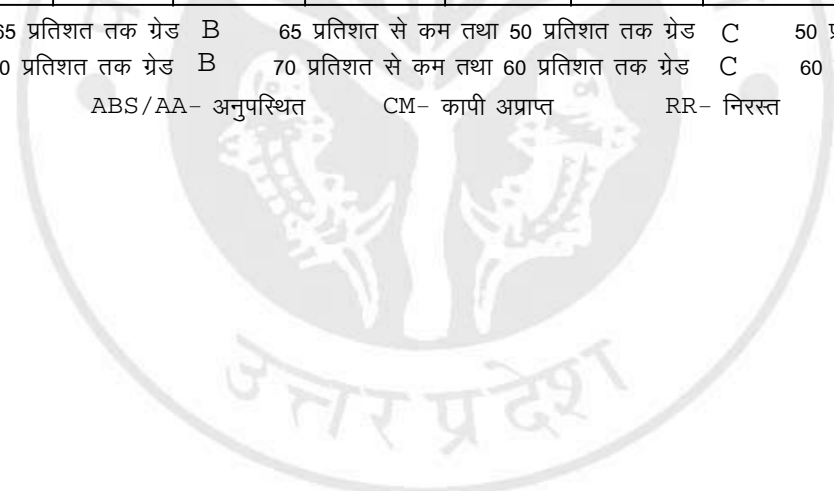 65 प्रतिशत तक ग्रेड B 65 प्रतिशत से कम तथा 50 प्रतिशत तक ग्रेड C 50
प्रतिशत तक ग्रेड B 70 प्रतिशत से कम तथा 60 प्रतिशत तक ग्रेड C 60
ABS/AA- अनुपस्थित CM- कापी अप्राप्त RR- निरस्त
उत्तर प्रदेश